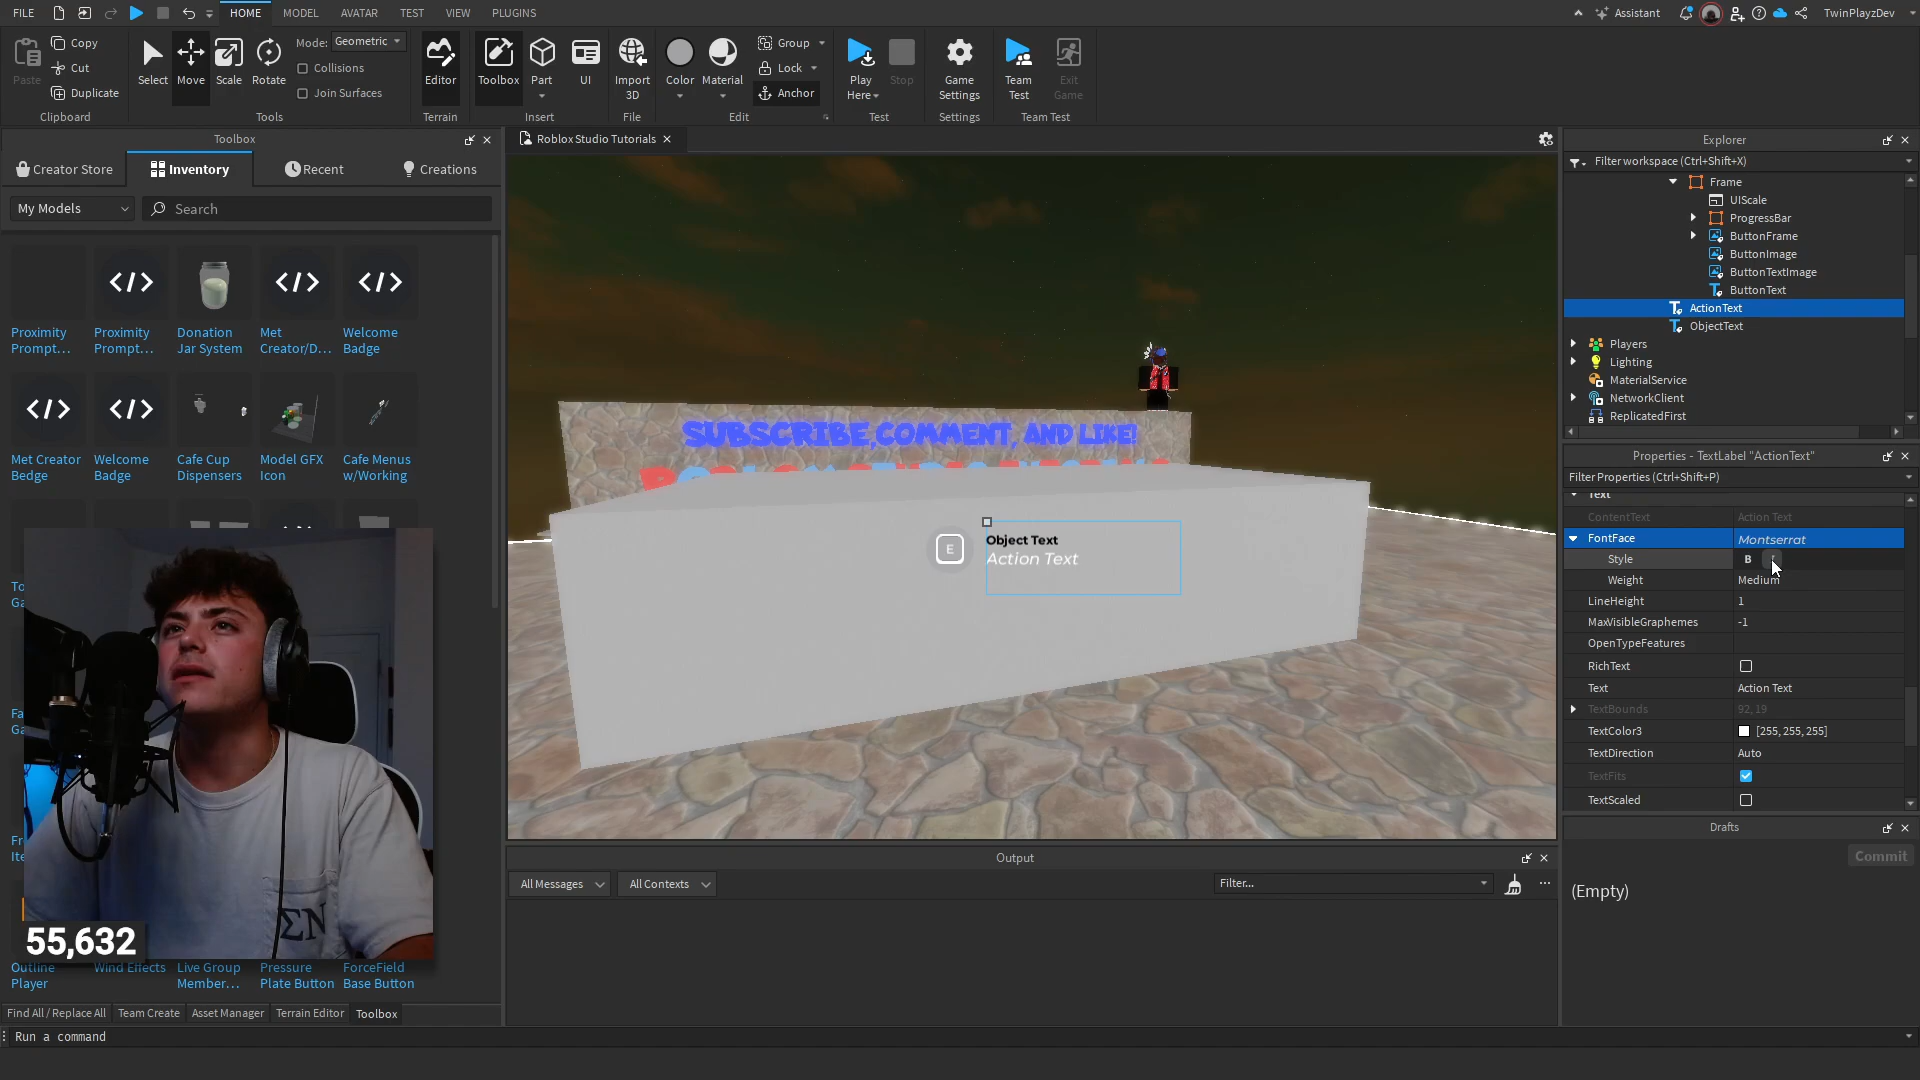 FILE HOME MODEL AVATAR TEST VIEW PLUGINS Assistant TwinPlayzDev
Paste Copy Cut Duplicate Clipboard
Select Move Scale Rotate Mode: Geometric Collisions Join Surfaces Tools
Editor Terrain
Toolbox Part UI Insert
Import 3D File
Color Material Group Lock Anchor Edit
Play Here Stop Test
Game Settings Settings
Team Test Exit Game Team Test
Toolbox
Creator Store Inventory Recent Creations
My Models Search
Proximity Prompt... Proximity Prompt... Donation Jar System Met Creator/D... Welcome Badge
Met Creator Bedge Welcome Badge Cafe Cup Dispensers Model GFX Icon Cafe Menus w/Working
55,632
Outline Player Wind Effects Live Group Member... Pressure Plate Button ForceField Base Button
Find All / Replace All Team Create Asset Manager Terrain Editor Toolbox
Run a command
Roblox Studio Tutorials
SUBSCRIBE,COMMENT, AND LIKE!
E
Object Text
Action Text
Output
All Messages All Contexts Filter...
Explorer
Filter workspace (Ctrl+Shift+X)
Frame
UIScale
ProgressBar
ButtonFrame
ButtonImage
ButtonTextImage
ButtonText
ActionText
ObjectText
Players
Lighting
MaterialService
NetworkClient
ReplicatedFirst
Properties - TextLabel "ActionText"
Filter Properties (Ctrl+Shift+P)
Text
ContentText Action Text
FontFace Montserrat
Style B
Weight Medium
LineHeight 1
MaxVisibleGraphemes -1
OpenTypeFeatures
RichText
Text Action Text
TextBounds 92, 19
TextColor3 [255, 255, 255]
TextDirection Auto
TextFits
TextScaled
Drafts
Commit
(Empty)